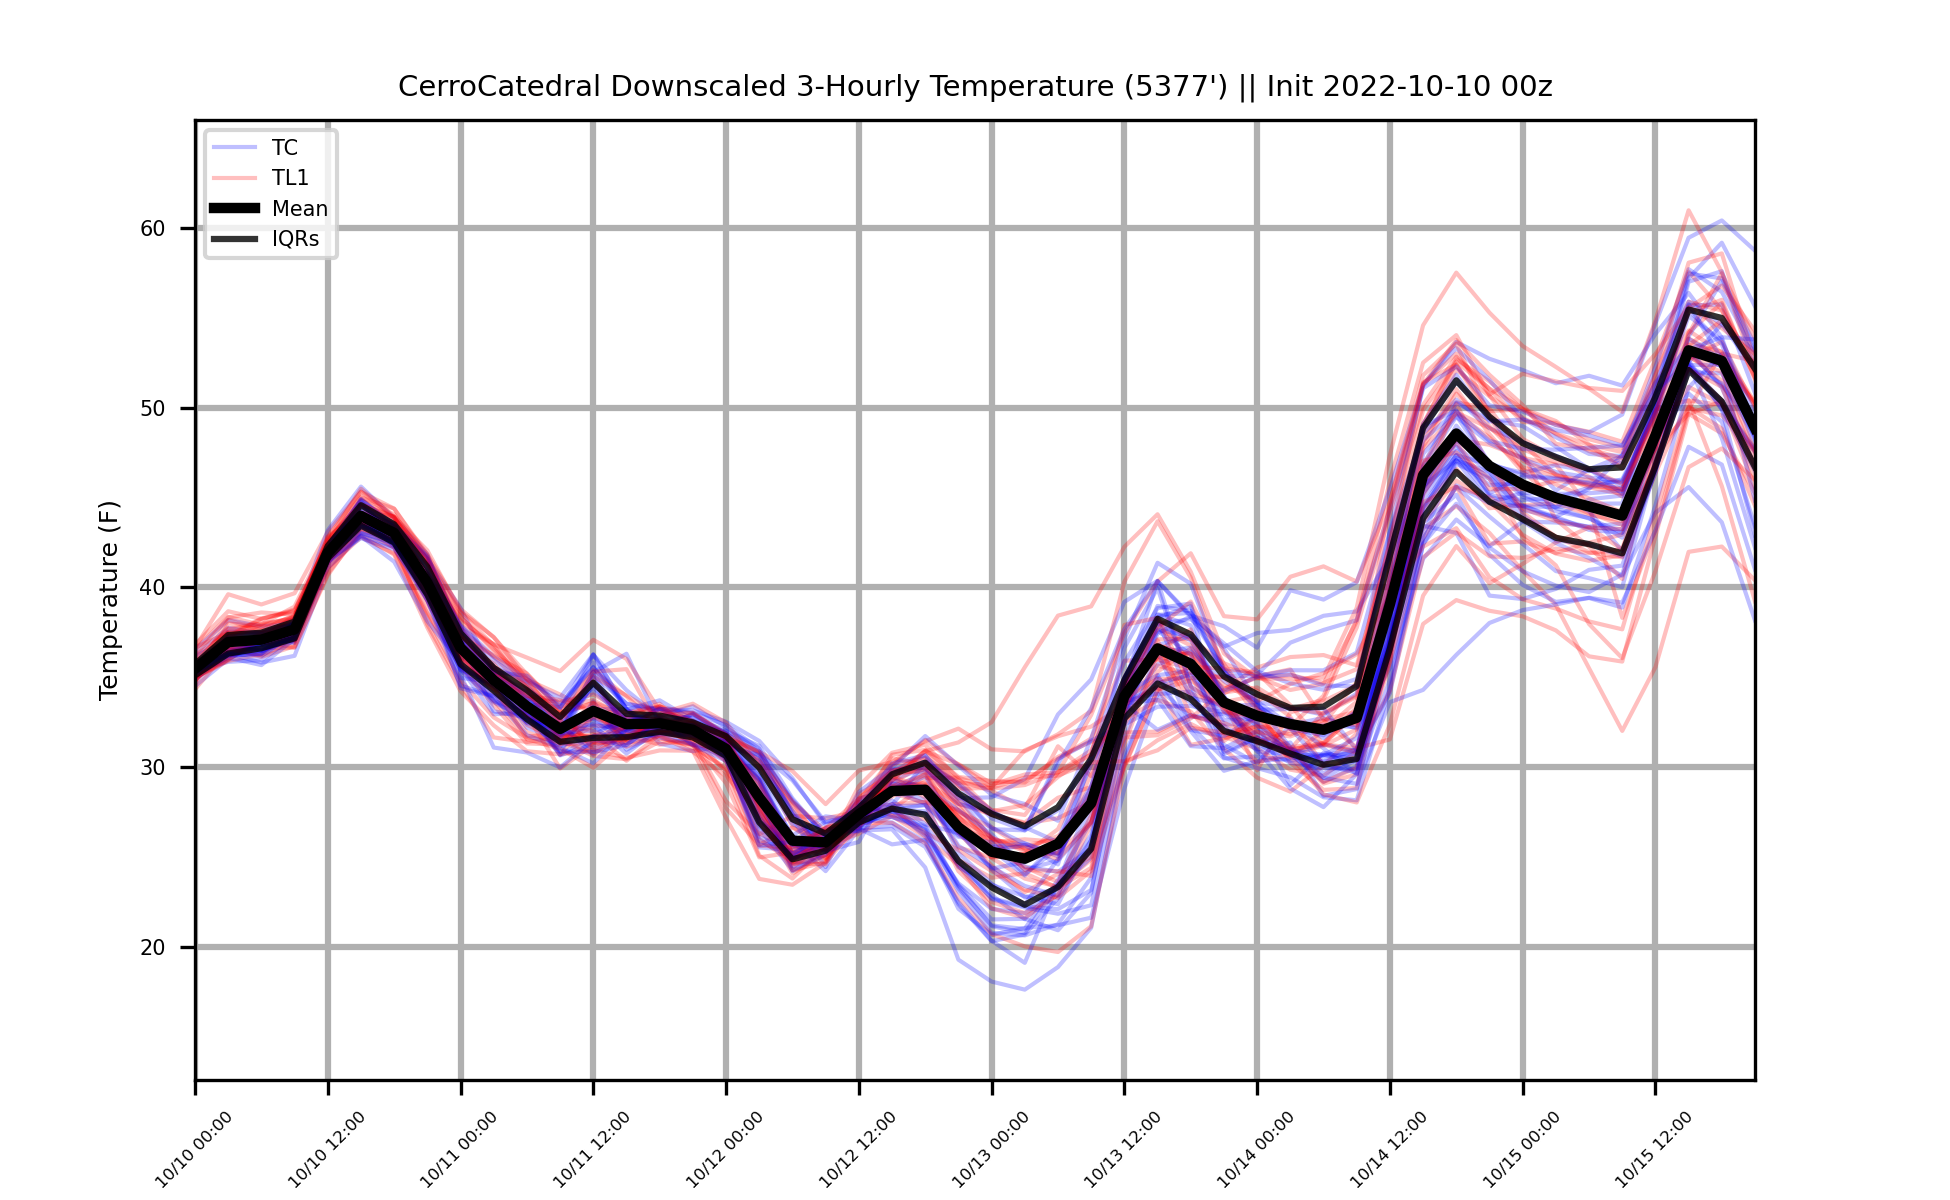 CerroCatedral Downscaled 3-Hourly Temperature (5377') || Init 2022-10-10 00z
TC
TL1
Mean
IQRs
Temperature (F)
60
50
40
30
20
10/10 00:00
10/10 12:00
10/11 00:00
10/11 12:00
10/12 00:00
10/12 12:00
10/13 00:00
10/13 12:00
10/14 00:00
10/14 12:00
10/15 00:00
10/15 12:00